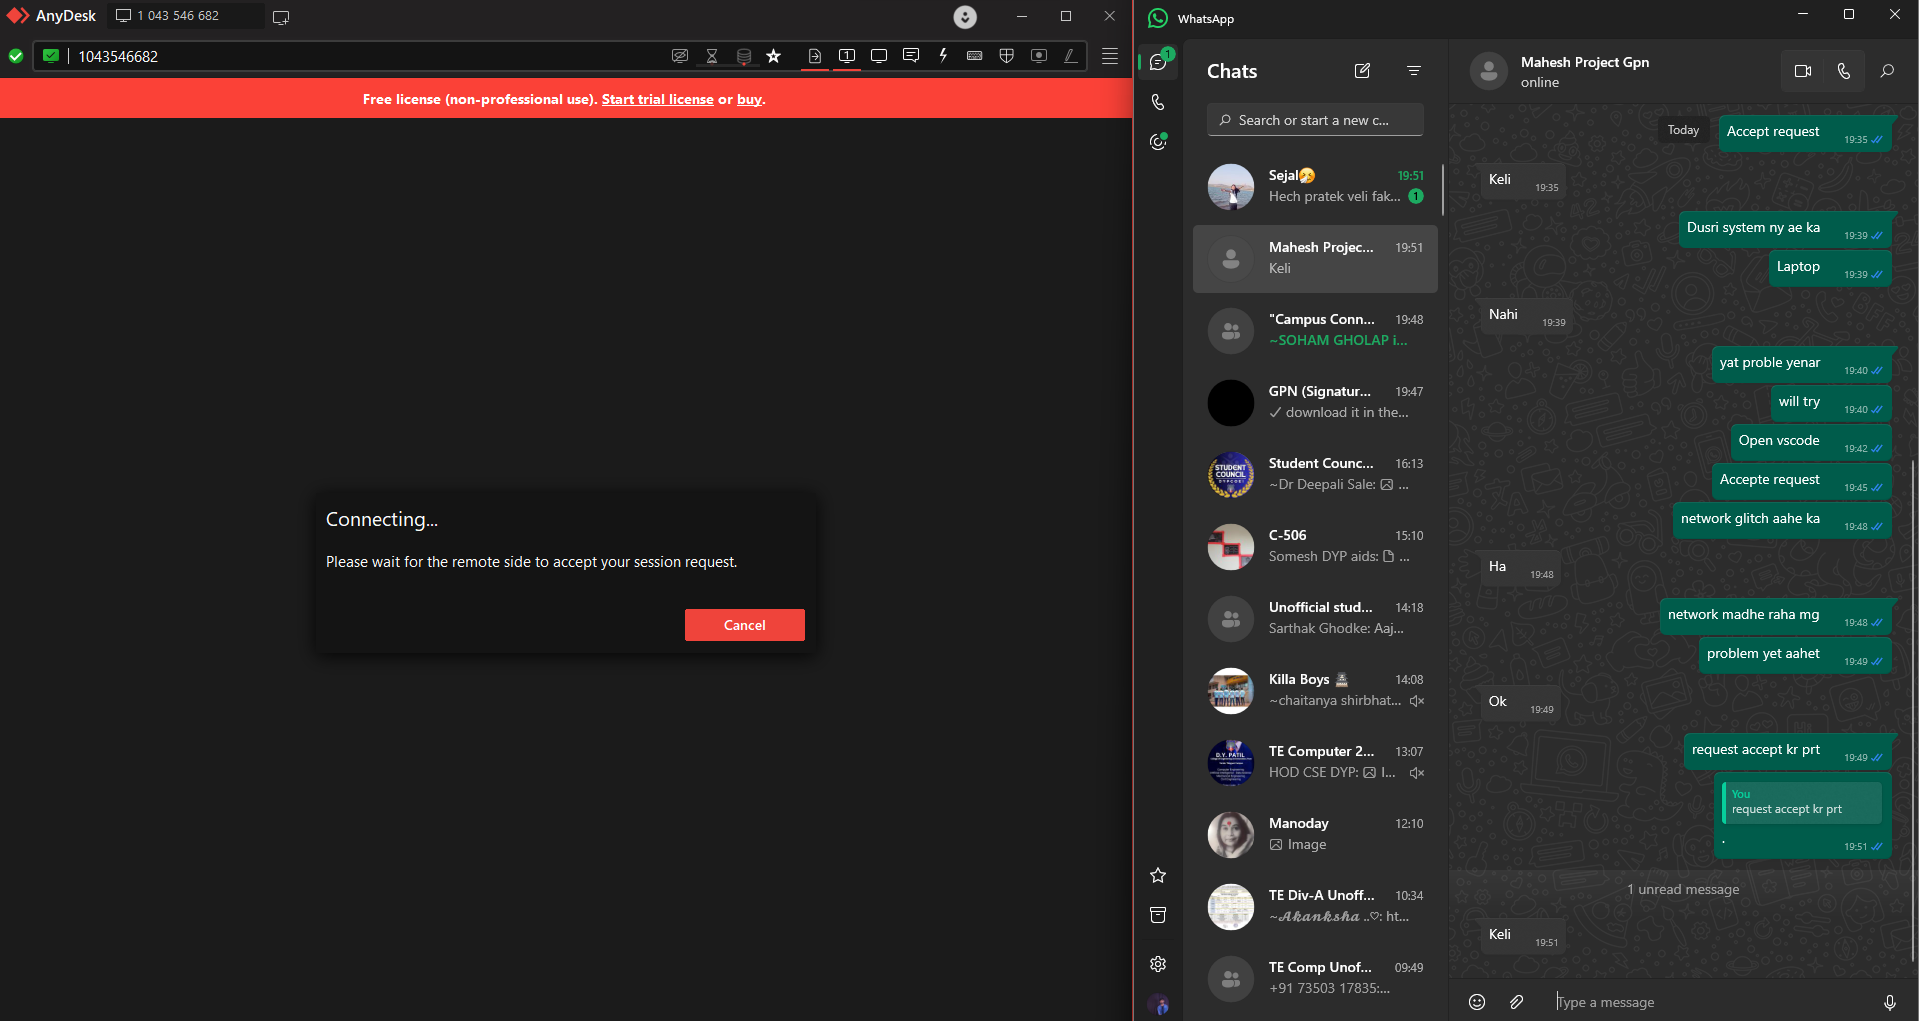 AnyDesk
1 043 546 682
1043546682
1
Free license (non-professional use). Start trial license or buy.
Connecting...
Please wait for the remote side to accept your session request.
Cancel
WhatsApp
1
Chats
Search or start a new c...
Sejal🤧 19:51
Hech pratek veli fak... 1
Mahesh Projec... 19:51
Keli
"Campus Conn... 19:48
~SOHAM GHOLAP i...
GPN (Signatur... 19:47
✓ download it in the...
STUDENT
COUNCIL
Student Counc... 16:13
~Dr Deepali Sale: ...
C-506 15:10
Somesh DYP aids: ...
Unofficial stud... 14:18
Sarthak Ghodke: Aaj...
Killa Boys 14:08
~chaitanya shirbhat...
D.Y. PATIL
TE Computer 2... 13:07
HOD CSE DYP: I...
Manoday 12:10
Image
TE Div-A Unoff... 10:34
~𝓐𝓴𝓪𝓷𝓴𝓼𝓱𝓪 ..♡: ht...
TE Comp Unof... 09:49
+91 73503 17835:...
Mahesh Project Gpn
online
Today
Accept request 19:35
Keli 19:35
Dusri system ny ae ka 19:39
Laptop 19:39
Nahi 19:39
yat proble yenar 19:40
will try 19:40
Open vscode 19:42
Accepte request 19:45
network glitch aahe ka 19:48
Ha 19:48
network madhe raha mg 19:48
problem yet aahet 19:49
Ok 19:49
request accept kr prt 19:49
You
request accept kr prt
. 19:51
1 unread message
Keli 19:51
Type a message